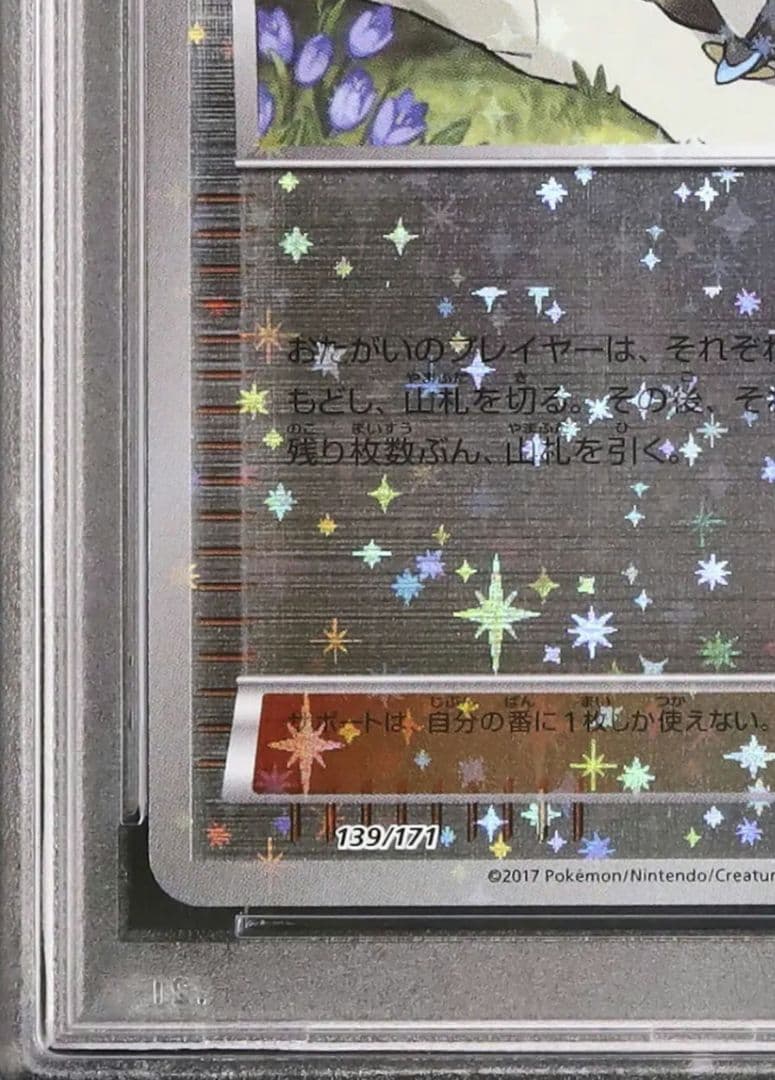 おたがいのプレイヤーは、それぞれ
もどし、山札を切る。その後、そ
残り枚数ぶん、山札を引く。
サポートは、自分の番に1枚しか使えない。
139/171
©2017 Pokémon/Nintendo/Creatur